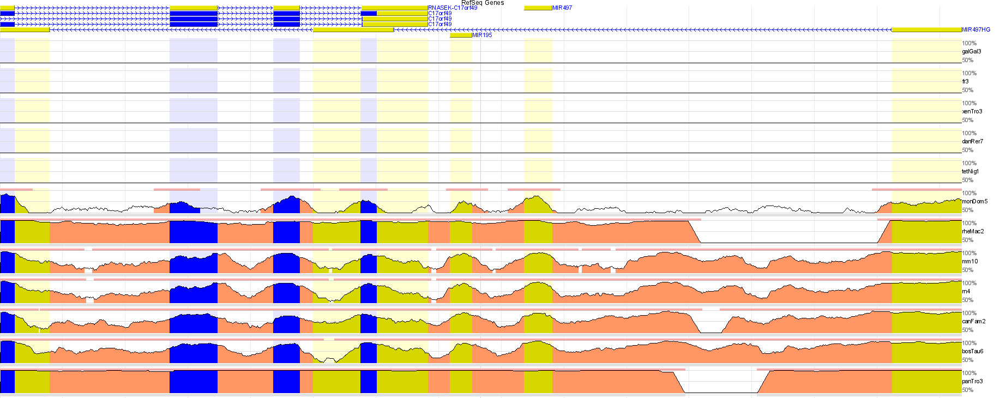 RefSeq Genes
RNASEK-C17orf49 MIR497
C17orf49
C17orf49
C17orf49
MIR497HG
MIR195
100%
galGal3
50%
100%
fr3
50%
100%
xenTro3
50%
100%
danRer7
50%
100%
tetNig1
50%
100%
monDom5
50%
100%
rheMac2
50%
100%
mm10
50%
100%
rn4
50%
100%
canFam2
50%
100%
bosTau6
50%
100%
panTro3
50%